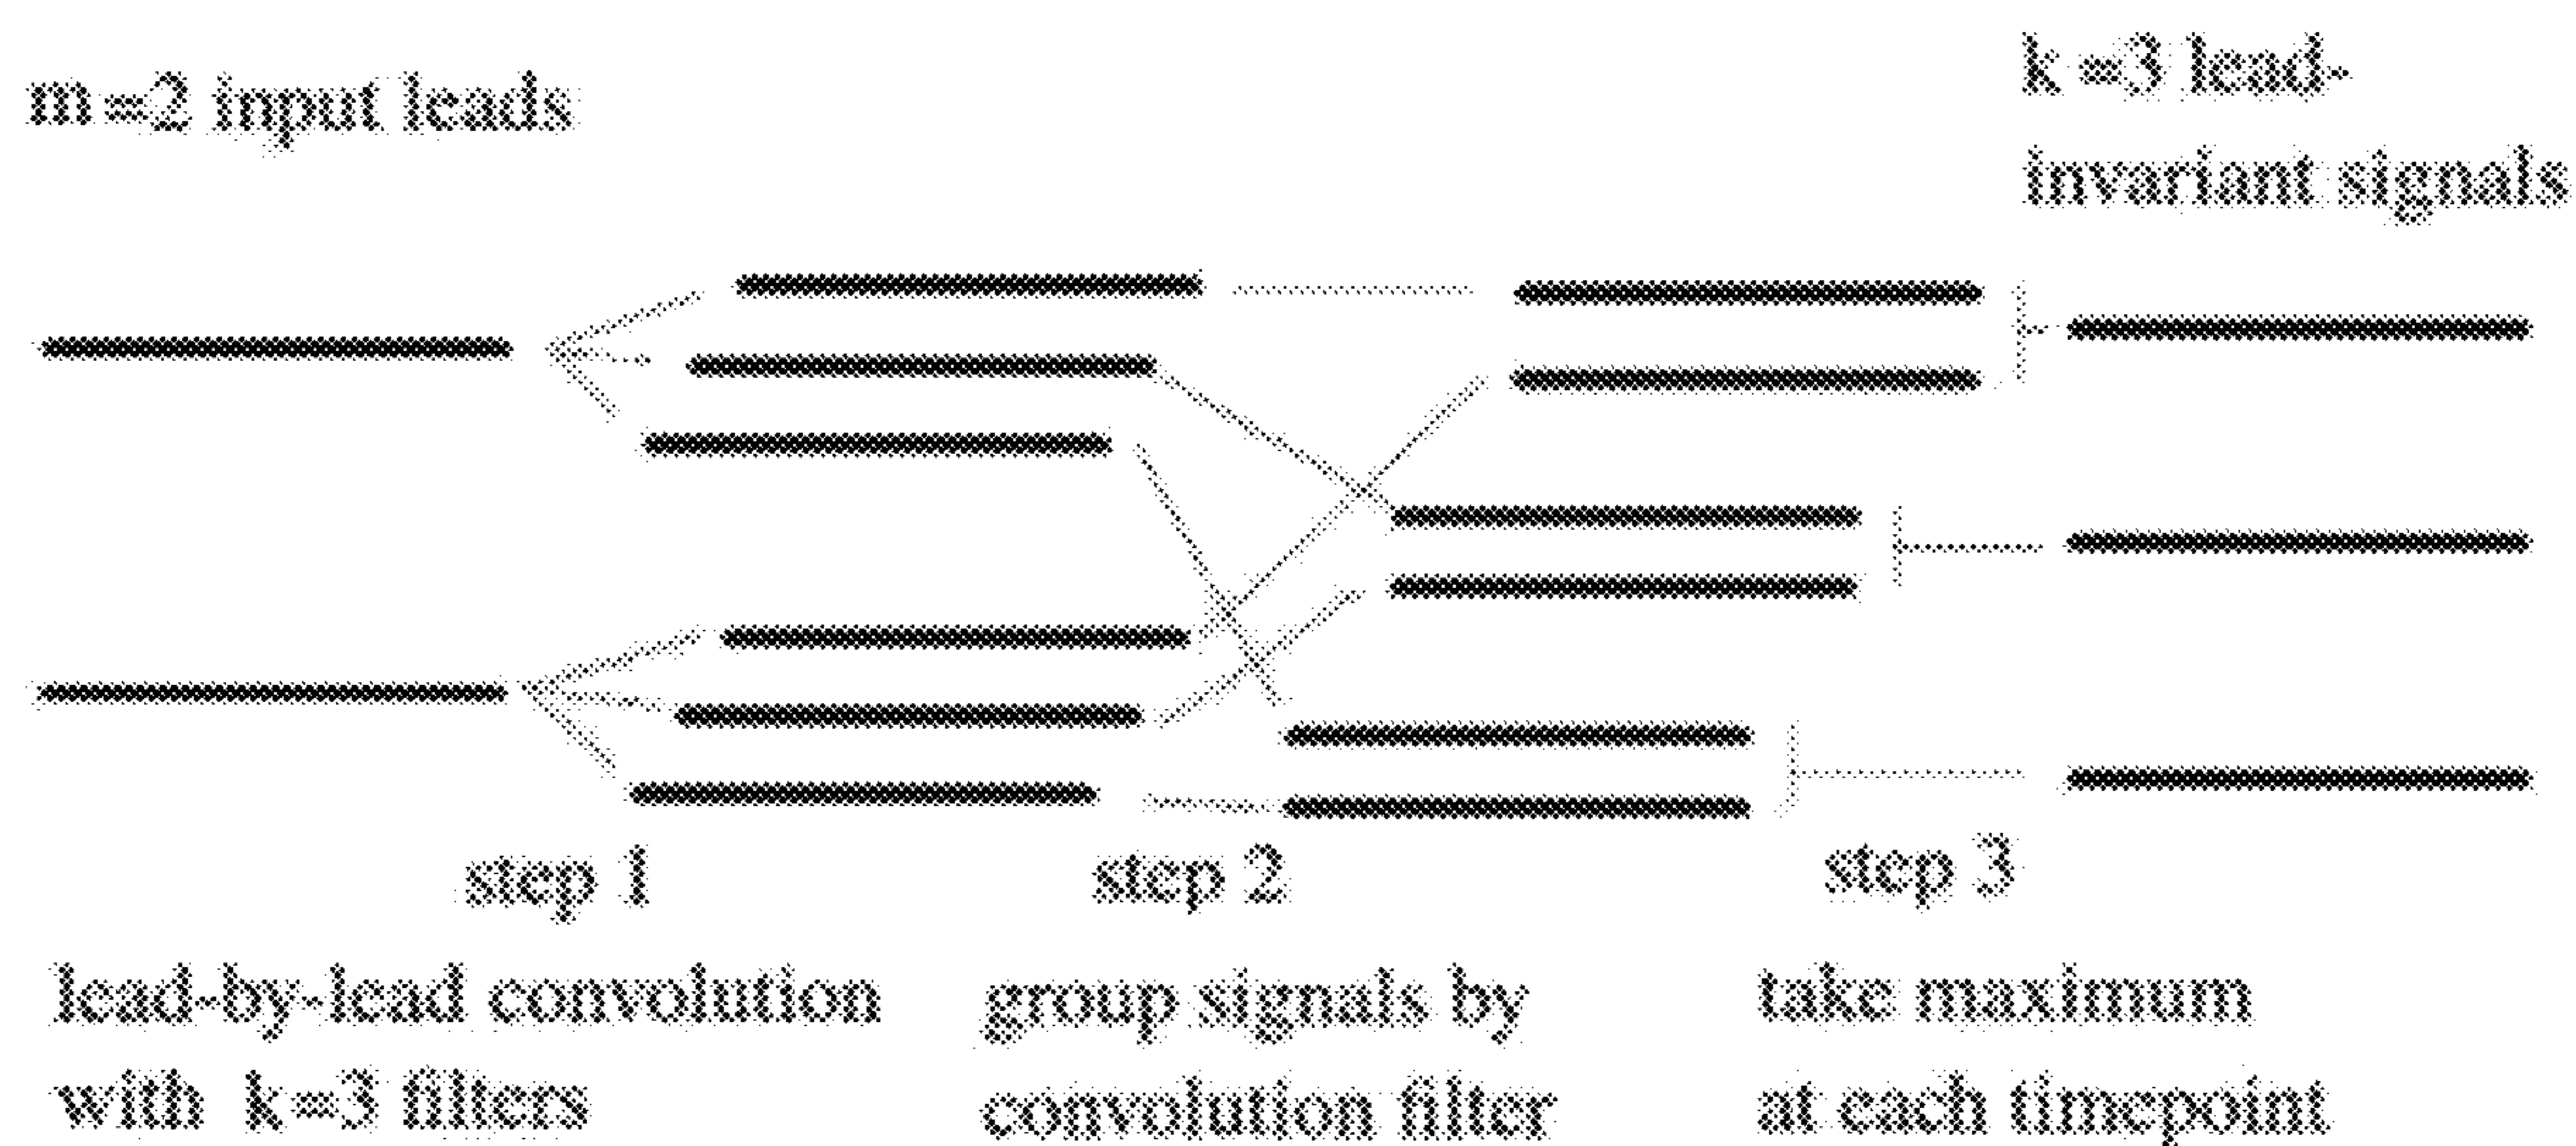 m=2 input leads
k=3 lead-
invariant signals
step 1
lead-by-lead convolution
with k=3 filters
step 2
group signals by
convolution filter
step 3
take maximum
at each timepoint